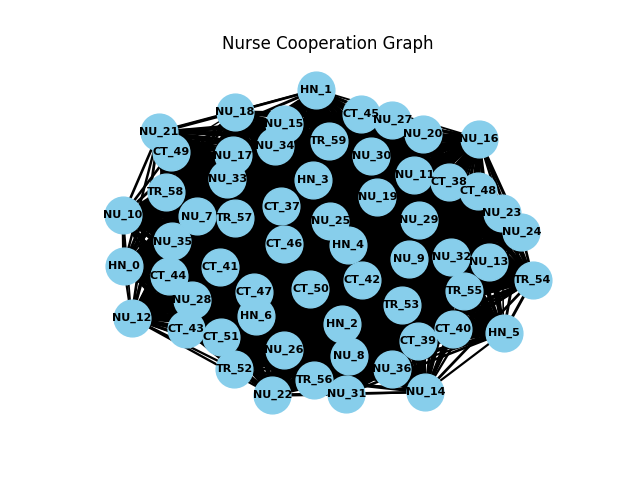 Nurse Cooperation Graph
HN_1
NU_18
CT_45
NU_27
NU_15
NU_21
NU_20
NU_16
TR_59
NU_34
CT_49
NU_17
NU_30
NU_11
NU_33
HN_3
CT_38
CT_48
TR_58
NU_19
CT_37
NU_23
NU_10
NU_7
TR_57
NU_25
NU_29
NU_24
NU_35
CT_46
HN_4
NU_9
NU_32
NU_13
HN_0
CT_41
CT_44
CT_42
TR_54
CT_47
CT_50
TR_55
NU_28
TR_53
HN_6
NU_12
HN_2
CT_43
CT_40
HN_5
CT_51
CT_39
NU_26
NU_8
TR_52
NU_36
TR_56
NU_22
NU_31
NU_14